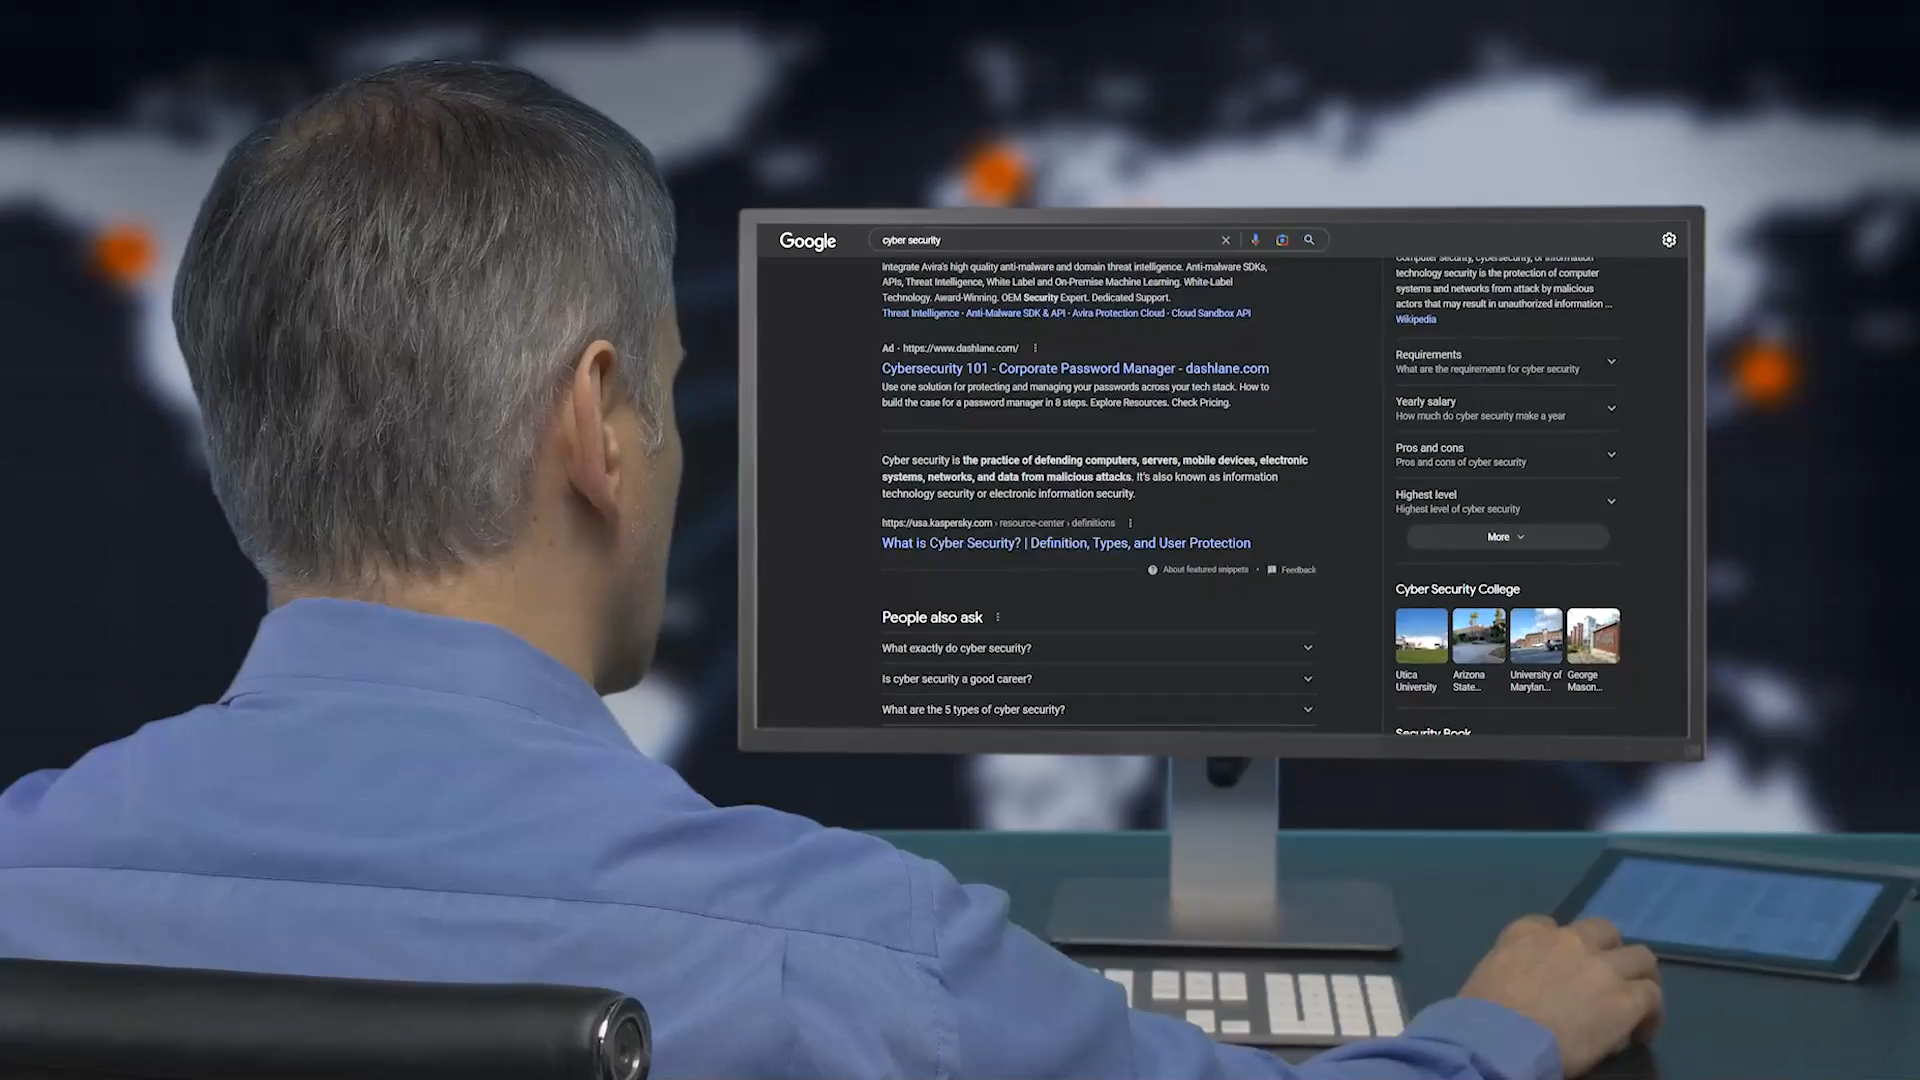 Google
cyber security
Integrate Avira's high quality anti-malware and domain threat intelligence. Anti-malware SDKs,
APIs, Threat Intelligence, White Label and On-Premise Machine Learning. White-Label
Technology. Award-Winning. OEM Security Expert. Dedicated Support.
Threat Intelligence · Anti-Malware SDK & API · Avira Protection Cloud · Cloud Sandbox API
Ad · https://www.dashlane.com/
Cybersecurity 101 - Corporate Password Manager - dashlane.com
Use one solution for protecting and managing your passwords across your tech stack. How to
build the case for a password manager in 8 steps. Explore Resources. Check Pricing.
Cyber security is the practice of defending computers, servers, mobile devices, electronic
systems, networks, and data from malicious attacks. It's also known as information
technology security or electronic information security.
https://usa.kaspersky.com › resource-center › definitions
What is Cyber Security? | Definition, Types, and User Protection
About featured snippets · Feedback
People also ask
What exactly do cyber security?
Is cyber security a good career?
What are the 5 types of cyber security?
Computer security, cybersecurity, or information
technology security is the protection of computer
systems and networks from attack by malicious
actors that may result in unauthorized information ...
Wikipedia
Requirements
What are the requirements for cyber security
Yearly salary
How much do cyber security make a year
Pros and cons
Pros and cons of cyber security
Highest level
Highest level of cyber security
More
Cyber Security College
Utica University
Arizona State...
University of Marylan...
George Mason...
Security Book